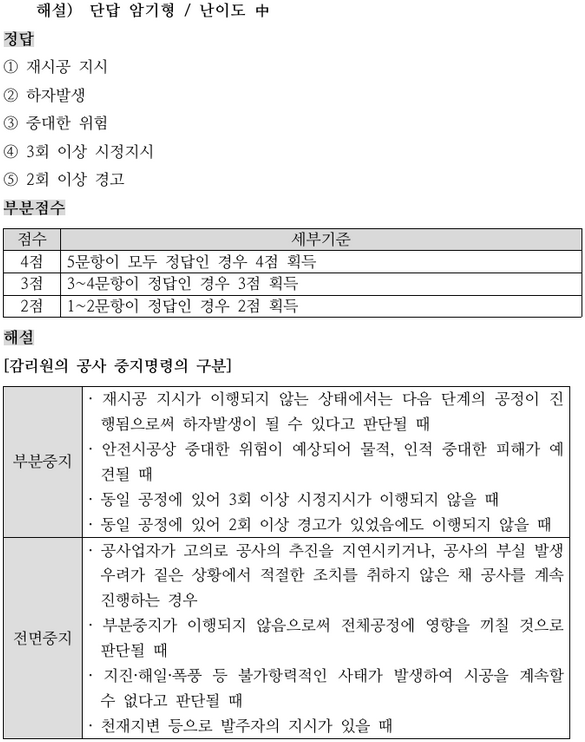 해설) 단답 암기형 / 난이도 中
정답
① 재시공 지시
② 하자발생
③ 중대한 위험
④ 3회 이상 시정지시
⑤ 2회 이상 경고
부분점수
점수 세부기준
4점 5문항이 모두 정답인 경우 4점 획득
3점 3~4문항이 정답인 경우 3점 획득
2점 1~2문항이 정답인 경우 2점 획득
해설
[감리원의 공사 중지명령의 구분]
부분중지
· 재시공 지시가 이행되지 않는 상태에서는 다음 단계의 공정이 진
행됨으로써 하자발생이 될 수 있다고 판단될 때
· 안전시공상 중대한 위험이 예상되어 물적, 인적 중대한 피해가 예
견될 때
· 동일 공정에 있어 3회 이상 시정지시가 이행되지 않을 때
· 동일 공정에 있어 2회 이상 경고가 있었음에도 이행되지 않을 때
전면중지
· 공사업자가 고의로 공사의 추진을 지연시키거나, 공사의 부실 발생
우려가 짙은 상황에서 적절한 조치를 취하지 않은 채 공사를 계속
진행하는 경우
· 부분중지가 이행되지 않음으로써 전체공정에 영향을 끼칠 것으로
판단될 때
· 지진·해일·폭풍 등 불가항력적인 사태가 발생하여 시공을 계속할
수 없다고 판단될 때
· 천재지변 등으로 발주자의 지시가 있을 때